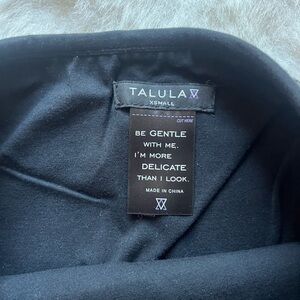 TALULA
XSMALL
CUT HERE
BE GENTLE
WITH ME.
I'M MORE
DELICATE
THAN I LOOK.
MADE IN CHINA